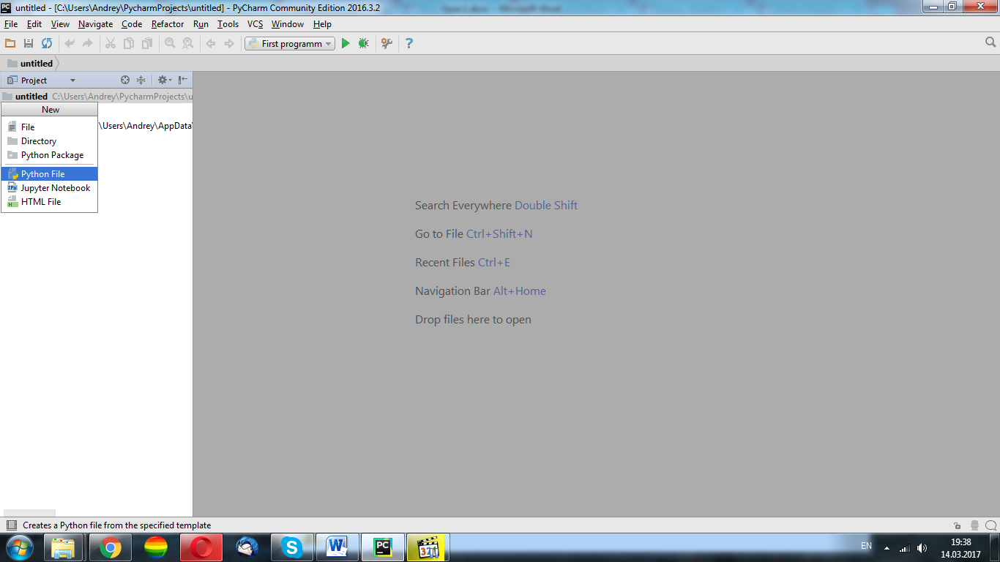 untitled - [C:\Users\Andrey\PycharmProjects\untitled] - PyCharm Community Edition 2016.3.2
File Edit View Navigate Code Refactor Run Tools VCS Window Help
First programm
untitled
Project
untitled C:\Users\Andrey\PycharmProjects\u
New
File
\Users\Andrey\AppData\
Directory
Python Package
Python File
Jupyter Notebook
HTML File
Search Everywhere Double Shift
Go to File Ctrl+Shift+N
Recent Files Ctrl+E
Navigation Bar Alt+Home
Drop files here to open
Creates a Python file from the specified template
EN
19:38
14.03.2017